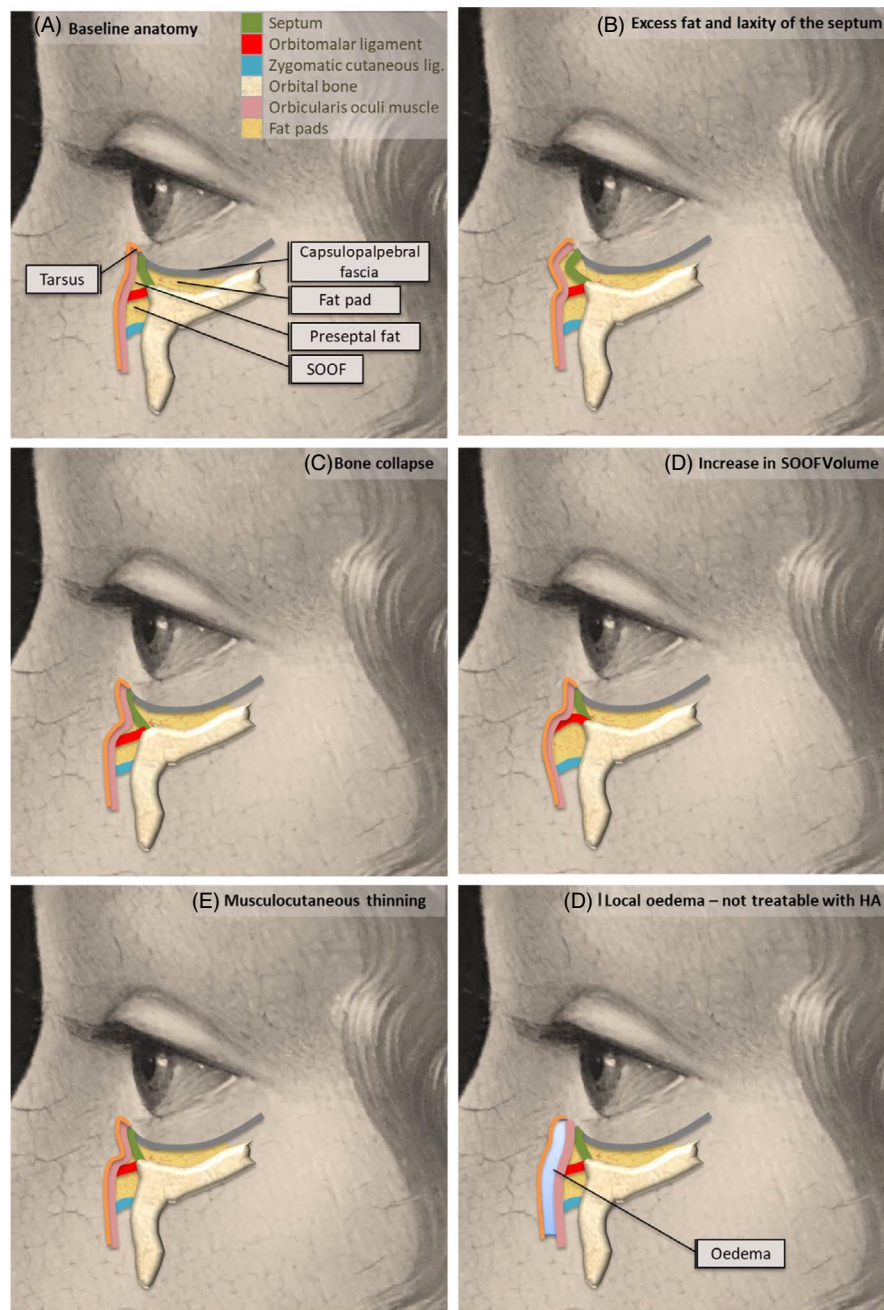 (A) Baseline anatomy
Septum
Orbitomalar ligament
Zygomatic cutaneous lig.
Orbital bone
Orbicularis oculi muscle
Fat pads
Tarsus
Capsulopalpebral
fascia
Fat pad
Preseptal fat
SOOF
(B) Excess fat and laxity of the septum
(C) Bone collapse
(D) Increase in SOOFVolume
(E) Musculocutaneous thinning
(D) lLocal oedema – not treatable with HA
Oedema